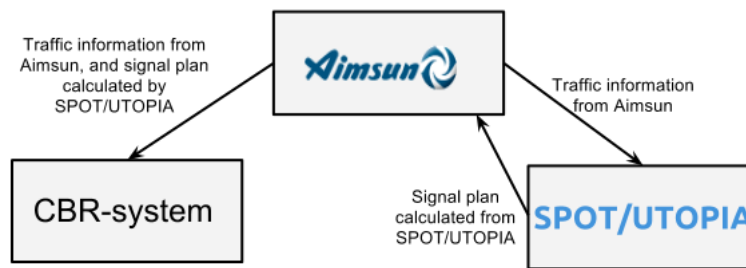 Traffic information from
Aimsun, and signal plan
calculated by
SPOT/UTOPIA
Aimsun
Traffic information
from Aimsun
CBR-system
Signal plan
calculated from
SPOT/UTOPIA
SPOT/UTOPIA